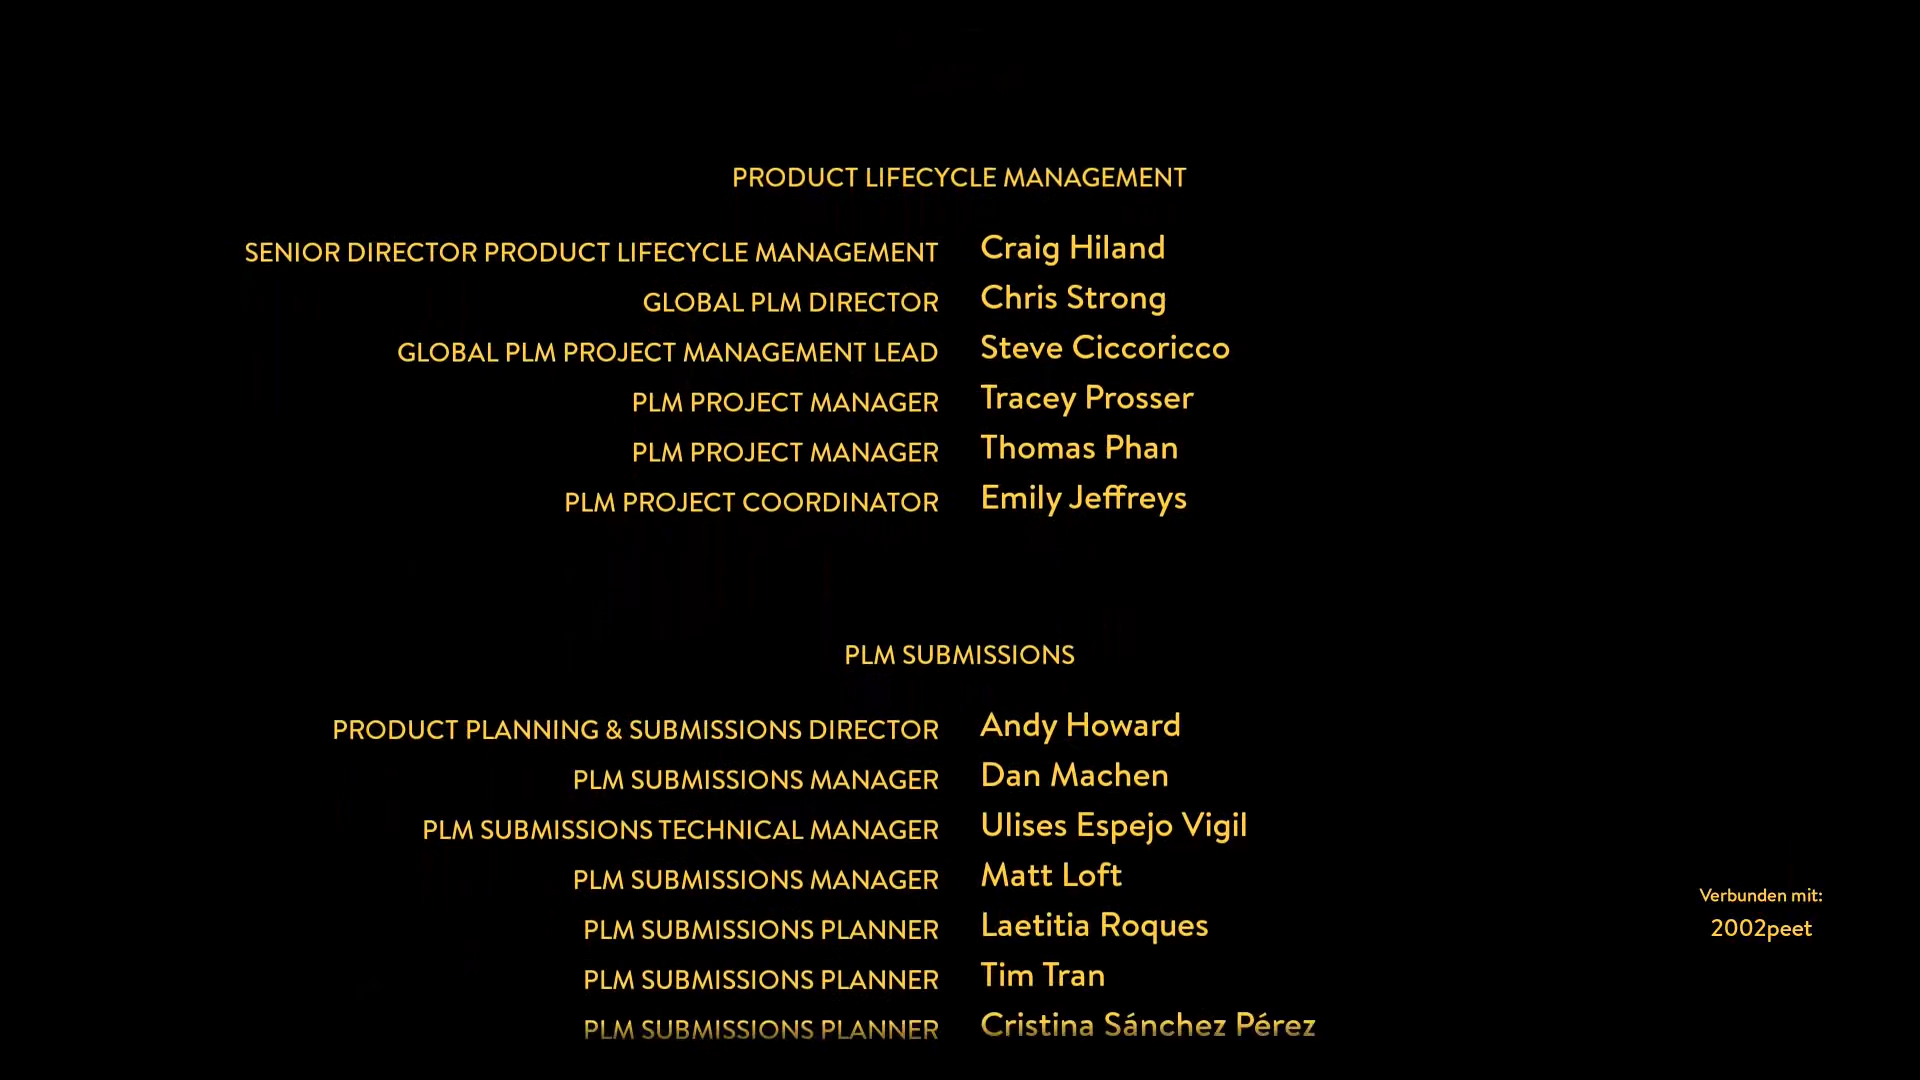 PRODUCT LIFECYCLE MANAGEMENT
SENIOR DIRECTOR PRODUCT LIFECYCLE MANAGEMENT Craig Hiland
GLOBAL PLM DIRECTOR Chris Strong
GLOBAL PLM PROJECT MANAGEMENT LEAD Steve Ciccoricco
PLM PROJECT MANAGER Tracey Prosser
PLM PROJECT MANAGER Thomas Phan
PLM PROJECT COORDINATOR Emily Jeffreys
PLM SUBMISSIONS
PRODUCT PLANNING & SUBMISSIONS DIRECTOR Andy Howard
PLM SUBMISSIONS MANAGER Dan Machen
PLM SUBMISSIONS TECHNICAL MANAGER Ulises Espejo Vigil
PLM SUBMISSIONS MANAGER Matt Loft
PLM SUBMISSIONS PLANNER Laetitia Roques
PLM SUBMISSIONS PLANNER Tim Tran
PLM SUBMISSIONS PLANNER Cristina Sánchez Pérez
Verbunden mit:
2002peet